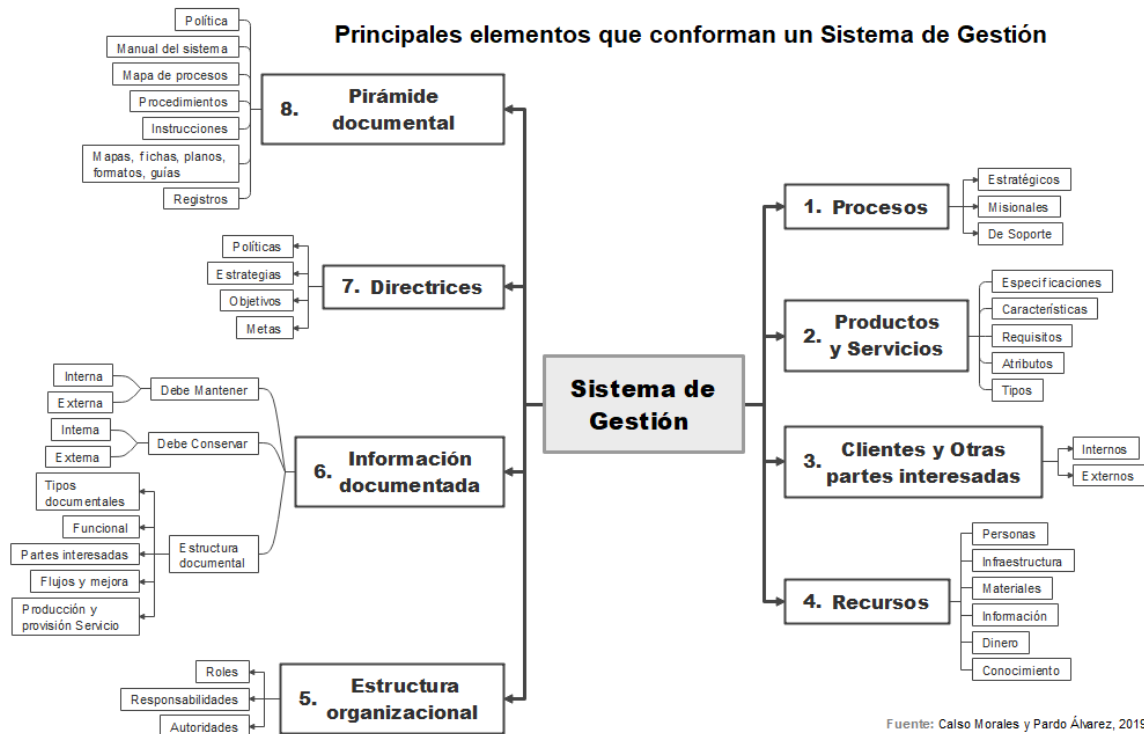 Principales elementos que conforman un Sistema de Gestión
Sistema de
Gestión
1. Procesos
Estratégicos
Misionales
De Soporte
2. Productos
y Servicios
Especificaciones
Características
Requisitos
Atributos
Tipos
3. Clientes y Otras
partes interesadas
Internos
Externos
4. Recursos
Personas
Infraestructura
Materiales
Información
Dinero
Conocimiento
5. Estructura
organizacional
Roles
Responsabilidades
Autoridades
6. Información
documentada
Debe Mantener
Interna
Externa
Debe Conservar
Interna
Externa
Estructura
documental
Tipos
documentales
Funcional
Partes interesadas
Flujos y mejora
Producción y
provisión Servicio
7. Directrices
Políticas
Estrategias
Objetivos
Metas
8. Pirámide
documental
Política
Manual del sistema
Mapa de procesos
Procedimientos
Instrucciones
Mapas, fichas, planos,
formatos, guías
Registros
Fuente: Calso Morales y Pardo Álvarez, 2019